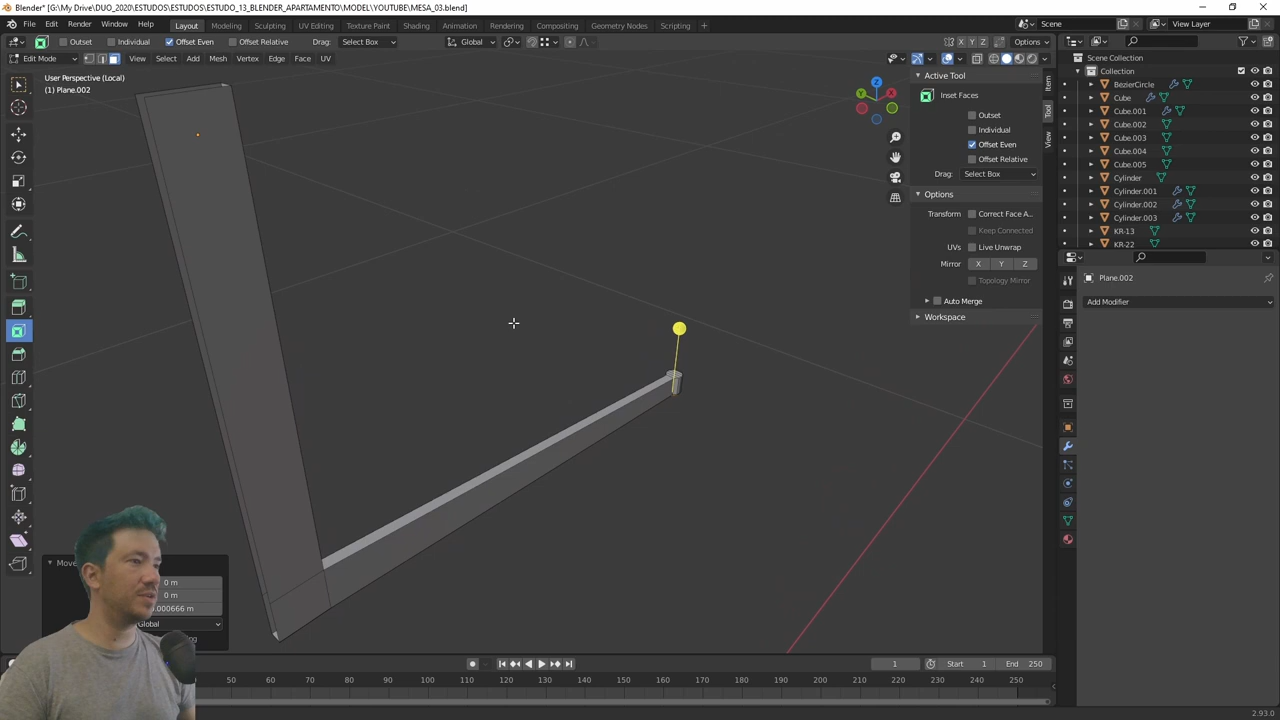 Blender* [G:\My Drive\DUO_2020\ESTUDOS\ESTUDO_13_BLENDER_APARTAMENTO\MODEL\YOUTUBE\MESA_03.blend]
File Edit Render Window Help Layout Modeling Sculpting UV Editing Texture Paint Shading Animation Rendering Compositing Geometry Nodes Scripting Scene View Layer
Outset Individual Offset Even Offset Relative Drag: Select Box Global X Y Z Options
Edit Mode View Select Add Mesh Vertex Edge Face UV
User Perspective (Local)
(1) Plane.002
Active Tool
Inset Faces
Outset
Individual
Offset Even
Offset Relative
Drag: Select Box
Options
Transform Correct Face A...
Keep Connected
UVs Live Unwrap
Mirror X Y Z
Topology Mirror
Auto Merge
Workspace
Item
Tool
View
Z
Y
X
Scene Collection
Collection
BezierCircle
Cube
Cube.001
Cube.002
Cube.003
Cube.004
Cube.005
Cylinder
Cylinder.001
Cylinder.002
Cylinder.003
KR-13
KR-22
Plane.002
Add Modifier
Move
0 m
0 m
.000666 m
Global
1 Start 1 End 250
50 60 70 80 90 100 110 120 130 140 150 160 170 180 190 200 210 220 230 240 250
2.93.0